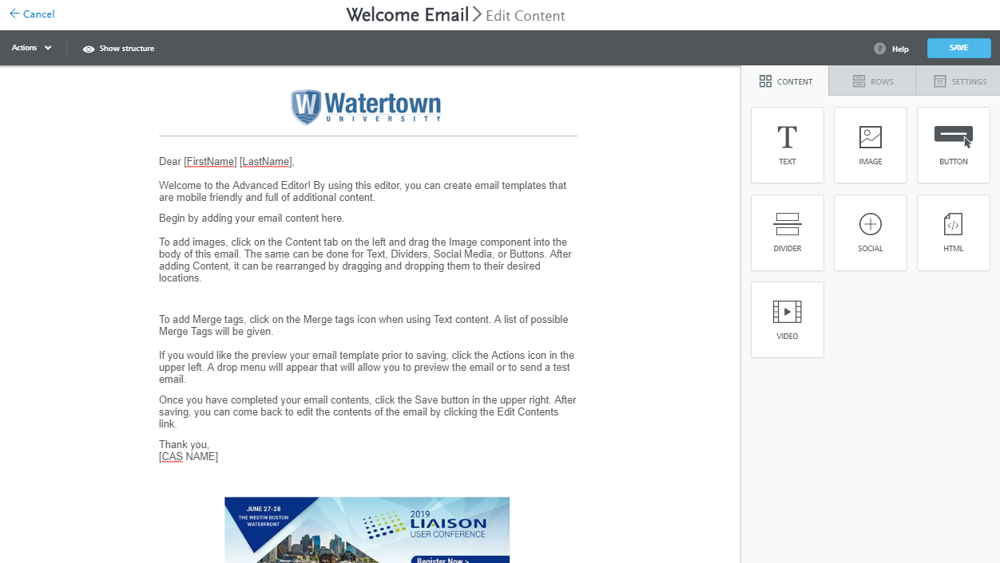 Cancel
Welcome Email
Edit Content
Actions
Show structure
? Help
SAVE
CONTENT
ROWS
SETTINGS
W Watertown
UNIVERSITY
Dear [FirstName] [LastName],
Welcome to the Advanced Editor! By using this editor, you can create email templates that
are mobile friendly and full of additional content.
Begin by adding your email content here.
To add images, click on the Content tab on the left and drag the Image component into the
body of this email. The same can be done for Text, Dividers, Social Media, or Buttons. After
adding Content, it can be rearranged by dragging and dropping them to their desired
locations.
To add Merge tags, click on the Merge tags icon when using Text content. A list of possible
Merge Tags will be given.
If you would like the preview your email template prior to saving, click the Actions icon in the
upper left. A drop menu will appear that will allow you to preview the email or to send a test
email.
Once you have completed your email contents, click the Save button in the upper right. After
saving, you can come back to edit the contents of the email by clicking the Edit Contents
link.
Thank you,
[CAS NAME]
JUNE 27-28
THE WESTIN BOSTON
WATERFRONT
2019
LIAISON
USER CONFERENCE
Register Now >
T
TEXT
IMAGE
BUTTON
DIVIDER
SOCIAL
</>
HTML
VIDEO